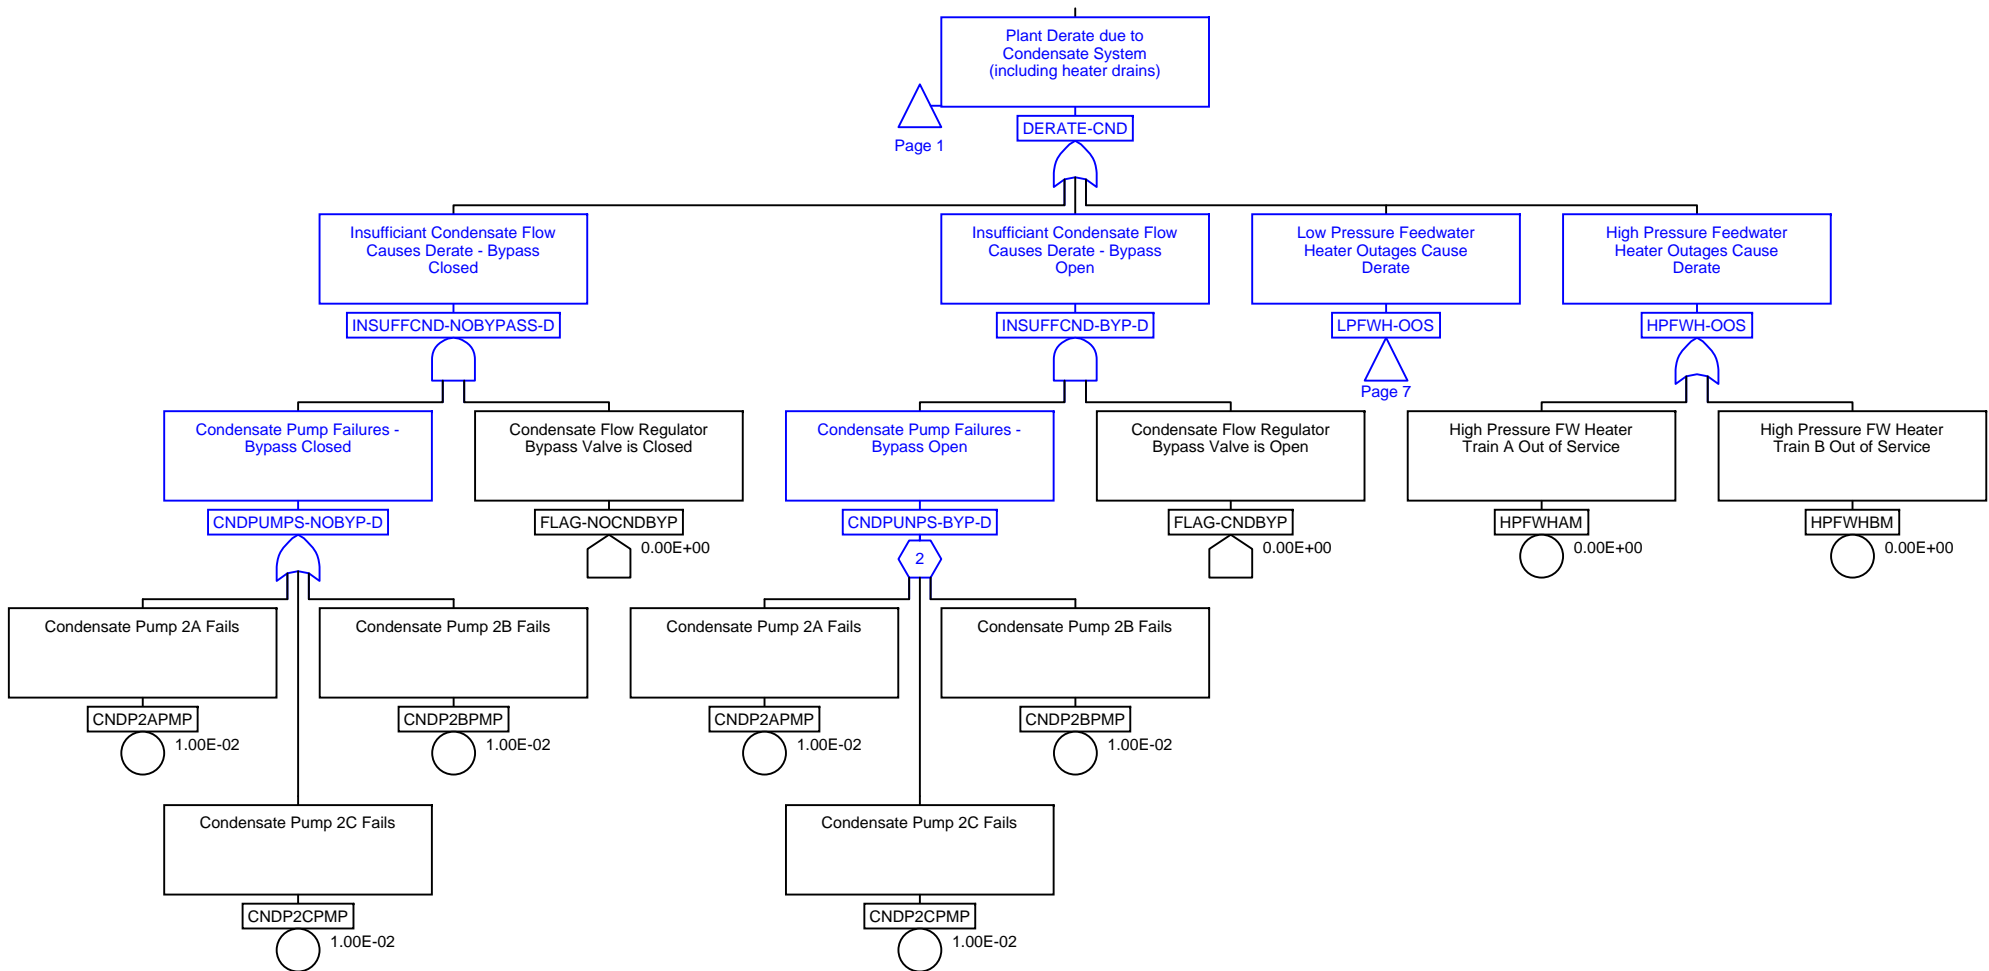 Plant Derate due to
Condensate System
(including heater drains)
Page 1
DERATE-CND
Insufficiant Condensate Flow
Causes Derate - Bypass
Closed
INSUFFCND-NOBYPASS-D
Insufficiant Condensate Flow
Causes Derate - Bypass
Open
INSUFFCND-BYP-D
Low Pressure Feedwater
Heater Outages Cause
Derate
LPFWH-OOS
Page 7
High Pressure Feedwater
Heater Outages Cause
Derate
HPFWH-OOS
Condensate Pump Failures -
Bypass Closed
CNDPUMPS-NOBYP-D
Condensate Flow Regulator
Bypass Valve is Closed
FLAG-NOCNDBYP
0.00E+00
Condensate Pump Failures -
Bypass Open
CNDPUNPS-BYP-D
2
Condensate Flow Regulator
Bypass Valve is Open
FLAG-CNDBYP
0.00E+00
High Pressure FW Heater
Train A Out of Service
HPFWHAM
0.00E+00
High Pressure FW Heater
Train B Out of Service
HPFWHBM
0.00E+00
Condensate Pump 2A Fails
CNDP2APMP
1.00E-02
Condensate Pump 2B Fails
CNDP2BPMP
1.00E-02
Condensate Pump 2A Fails
CNDP2APMP
1.00E-02
Condensate Pump 2B Fails
CNDP2BPMP
1.00E-02
Condensate Pump 2C Fails
CNDP2CPMP
1.00E-02
Condensate Pump 2C Fails
CNDP2CPMP
1.00E-02